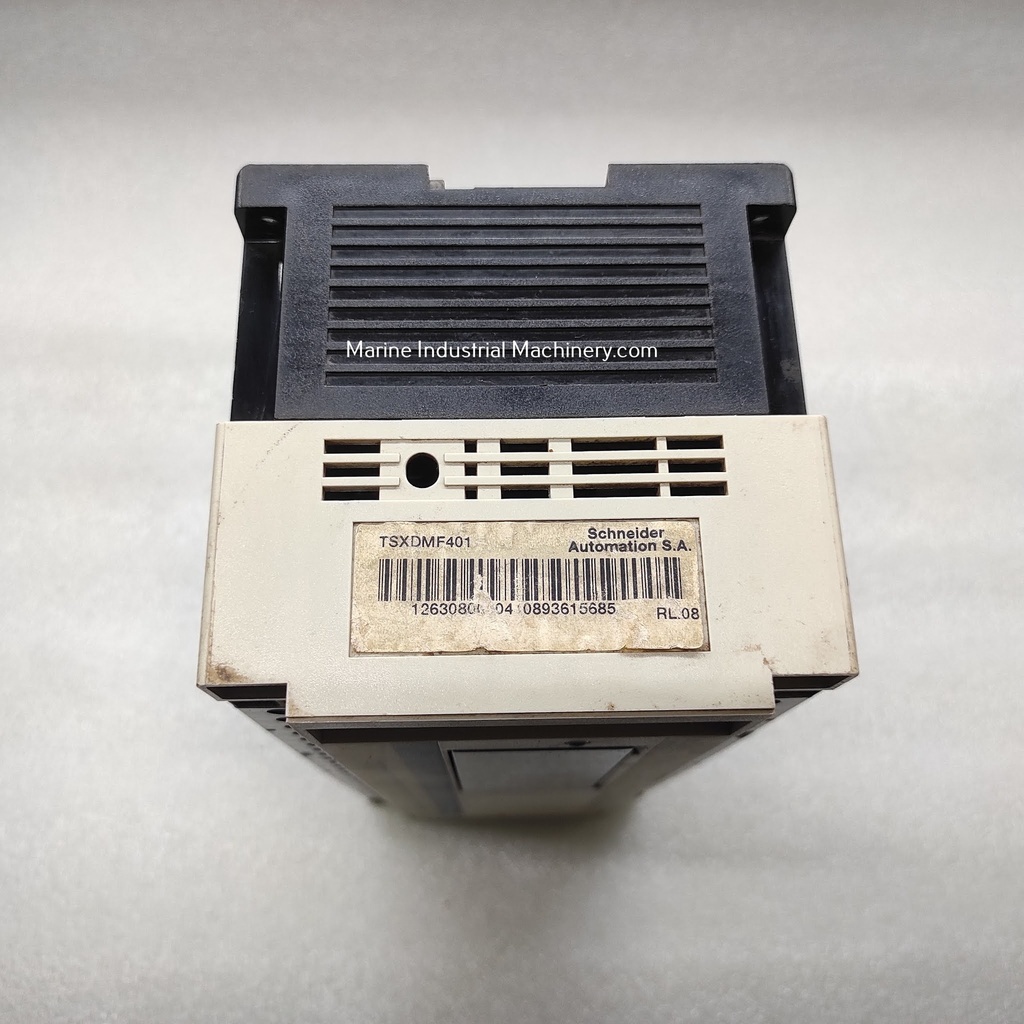 Marine Industrial Machinery.com
TSXDMF401
Schneider
Automation S.A.
RL.08